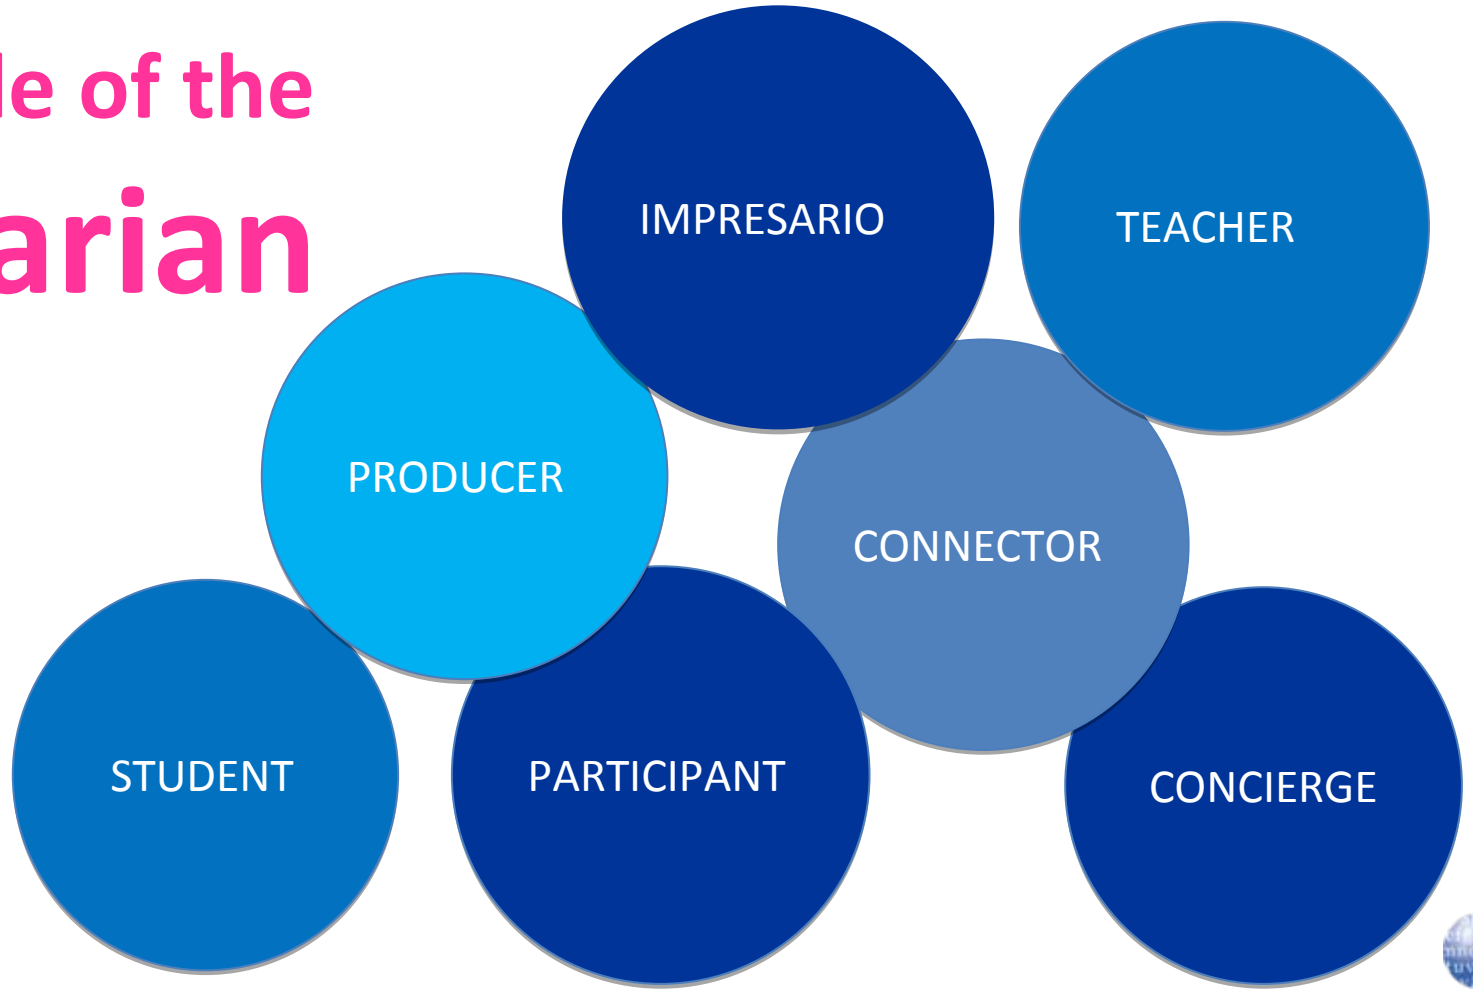 le of the
arian
IMPRESARIO
TEACHER
PRODUCER
CONNECTOR
STUDENT
PARTICIPANT
CONCIERGE